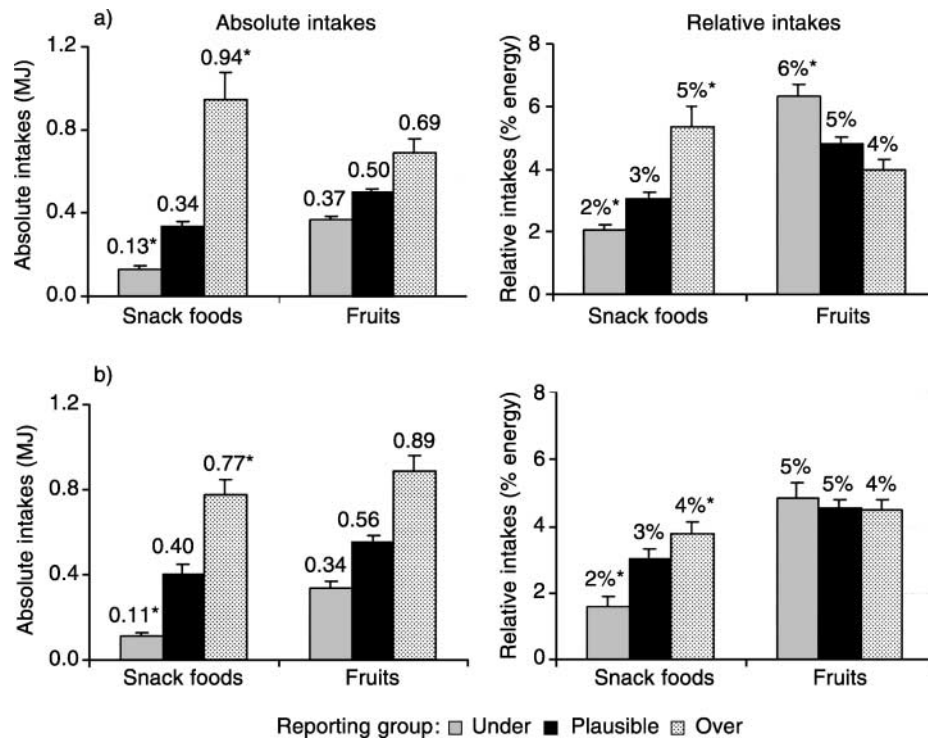 a)
Absolute intakes
Absolute intakes (MJ)
1.2
0.8
0.4
0.0
0.13*
0.34
0.94*
0.37
0.50
0.69
Snack foods
Fruits
Relative intakes
Relative intakes (% energy)
8
6
4
2
0
2%*
3%
5%*
6%*
5%
4%
Snack foods
Fruits
b)
Absolute intakes (MJ)
1.2
0.8
0.4
0.0
0.11*
0.40
0.77*
0.34
0.56
0.89
Snack foods
Fruits
Relative intakes (% energy)
8
6
4
2
0
2%*
3%
4%*
5%
5%
4%
Snack foods
Fruits
Reporting group: Under Plausible Over